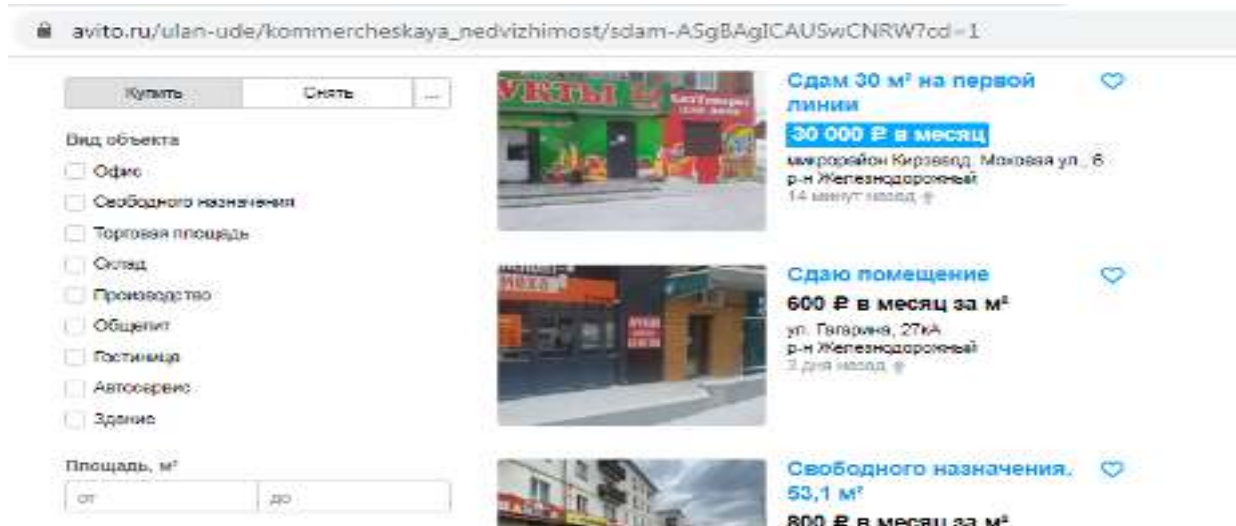 avito.ru/ulan-ude/kommercheskaya_nedvizhimost/sdam-ASgBAgICAUSwCNRW?cd=1
Купить
Снять
...
Вид объекта
Офис
Свободного назначения
Торговая площадь
Склад
Производство
Общепит
Гостиница
Автосервис
Здание
Площадь, м²
от
до
Сдам 30 м² на первой
линии
30 000 ₽ в месяц
микрорайон Кирзавод, Моховая ул., 6
р-н Железнодорожный
14 минут назад
Сдаю помещение
600 ₽ в месяц за м²
ул. Гагарина, 27кА
р-н Железнодорожный
3 дня назад
Свободного назначения,
53,1 м²
800 ₽ в месяц за м²